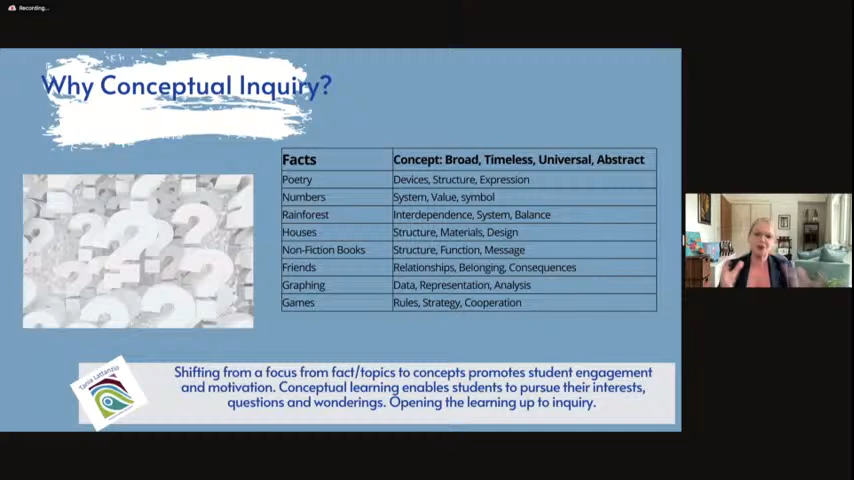 Recording...
Why Conceptual Inquiry?
Facts Concept: Broad, Timeless, Universal, Abstract
Poetry Devices, Structure, Expression
Numbers System, Value, symbol
Rainforest Interdependence, System, Balance
Houses Structure, Materials, Design
Non-Fiction Books Structure, Function, Message
Friends Relationships, Belonging, Consequences
Graphing Data, Representation, Analysis
Games Rules, Strategy, Cooperation
Tania Lattanzio
Shifting from a focus from fact/topics to concepts promotes student engagement
and motivation. Conceptual learning enables students to pursue their interests,
questions and wonderings. Opening the learning up to inquiry.